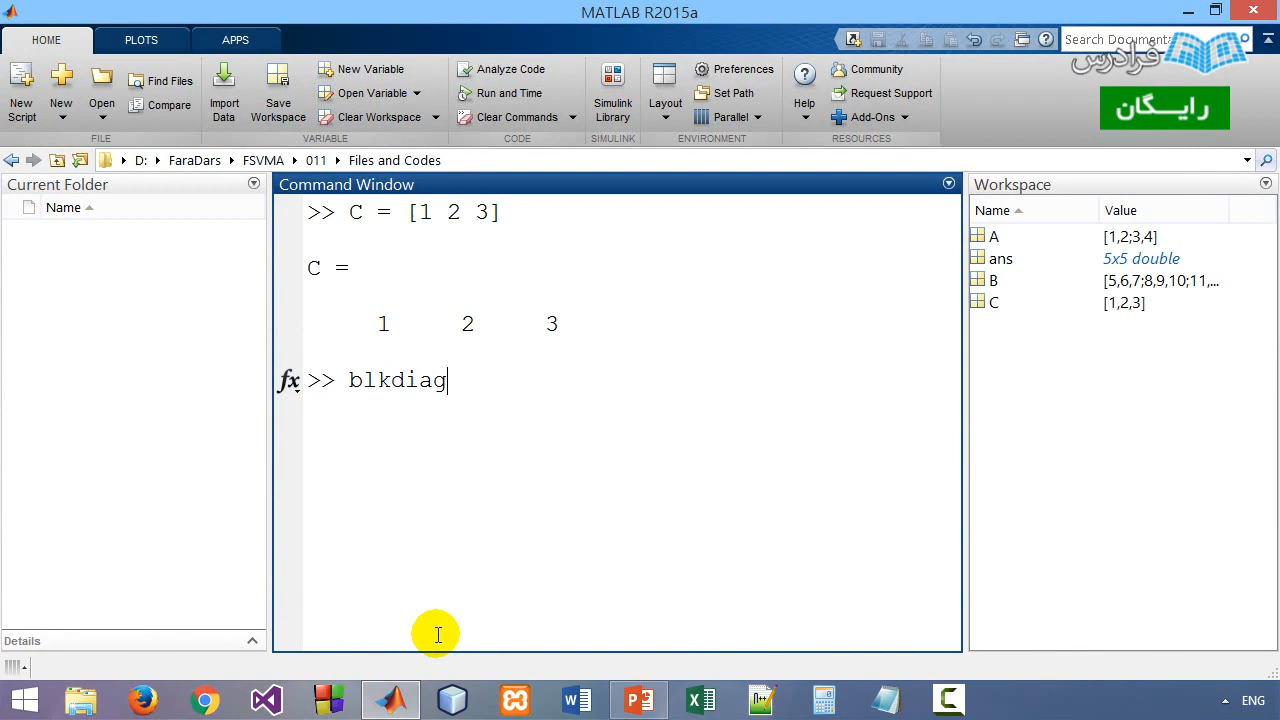 MATLAB R2015a
HOME PLOTS APPS
Search Documenta
فرادرس
رایـــگان
New Script
New
Open
Find Files
Compare
FILE
Import Data
Save Workspace
New Variable
Open Variable
Clear Workspace
VARIABLE
Analyze Code
Run and Time
Clear Commands
CODE
Simulink Library
SIMULINK
Layout
Preferences
Set Path
Parallel
ENVIRONMENT
Help
Community
Request Support
Add-Ons
RESOURCES
D: FaraDars FSVMA 011 Files and Codes
Current Folder
Name
Details
Command Window
>> C = [1 2 3]
C =
1 2 3
fx >> blkdiag
Workspace
Name Value
A [1,2;3,4]
ans 5x5 double
B [5,6,7;8,9,10;11,...
C [1,2,3]
ENG